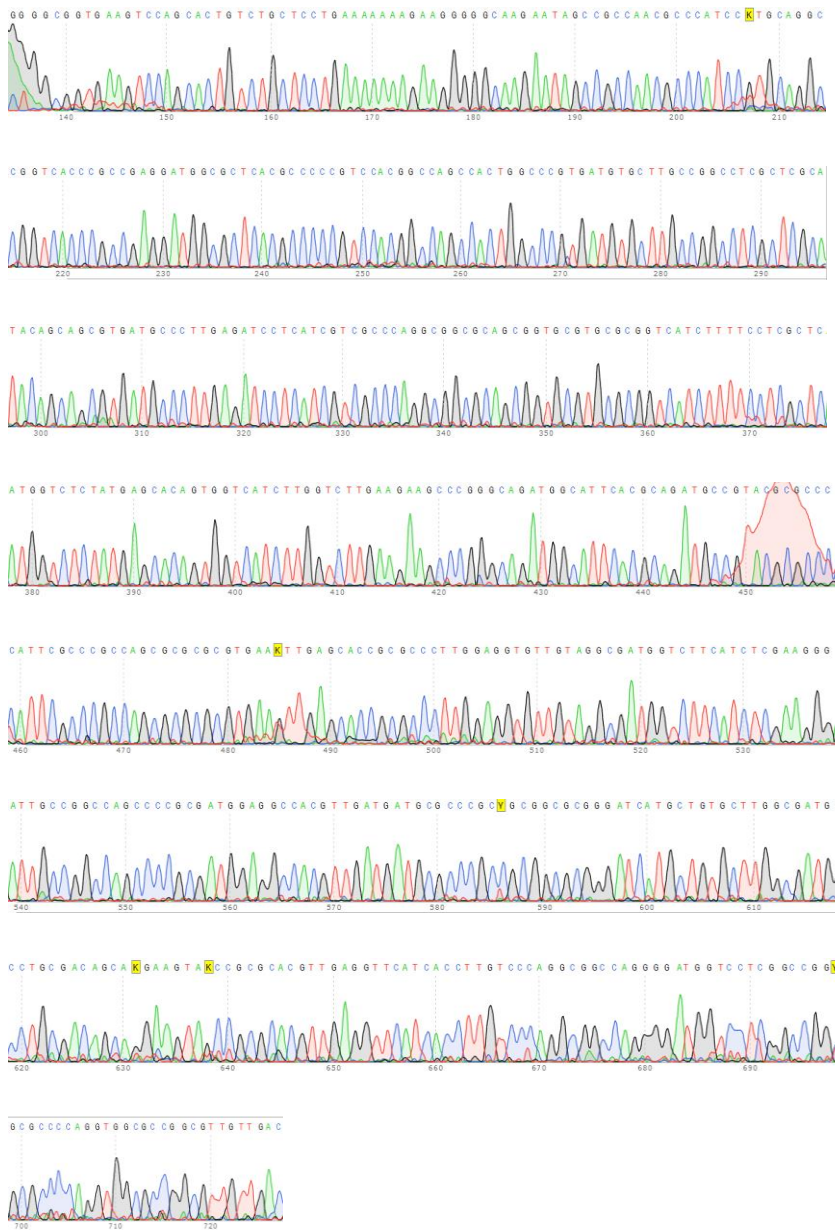 GGGGCGGTGAAGTCCAGCACTGTCTGCTCCTGAAAAAAAGAAGGGGGCAAGAATAGCCGCCAACGCCCATCCKTGCAGGC
140 150 160 170 180 190 200 210
CGGTCACCCGCCGAGGATGGCGCTCACGCCCCCGTCCACGGCCAGCCACTGGCCCGTGATGTGCTTGCCGGCCTCGCTCGCA
220 230 240 250 260 270 280 290
TACAGCAGCGTGATGCCCTTGAGATCCTCATCGTCGCCCAGGCGGCGCAGCGGTGCGTGCGCGGTCATCTTTTCCTCGCTC
300 310 320 330 340 350 360 370
ATGGTCTCTATGAGCACAGTGGTCATCTTGGTCTTGAAGAAGCCCGGGCAGATGGCATTCACGCAGATGCCGTACGCGCCC
380 390 400 410 420 430 440 450
CATTCGCCCGCCAGCGCGCGCGTGAAKTTGAGCACCGCGCCCTTGGAGGTGTTGTAGGCGATGGTCTTCATCTCGAAGGG
460 470 480 490 500 510 520 530
ATTGCCGGCCAGCCCCGCGATGGAGGCCACGTTGATGATGCGCCCGCYGCGGCGCGGGATCATGCTGTGCTTGGCGATG
540 550 560 570 580 590 600 610
CCTGCGACAGCAKGAAGTAKCCGCGCACGTTGAGGTTCATCACCTTGTCCCAGGCGGCCAGGGGATGGTCCTCGGCCGGY
620 630 640 650 660 670 680 690
GCGCCCCAGGTGGCGCCGGCGTTGTTGAC
700 710 720